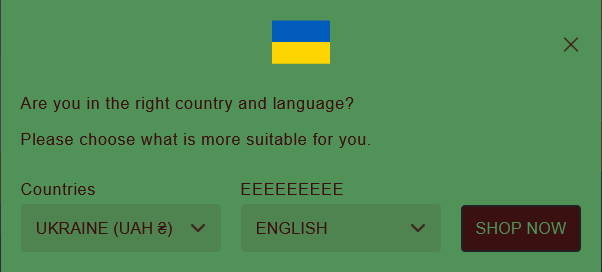 Are you in the right country and language?
Please choose what is more suitable for you.
Countries EEEEEEEEE
UKRAINE (UAH ₴) ENGLISH SHOP NOW